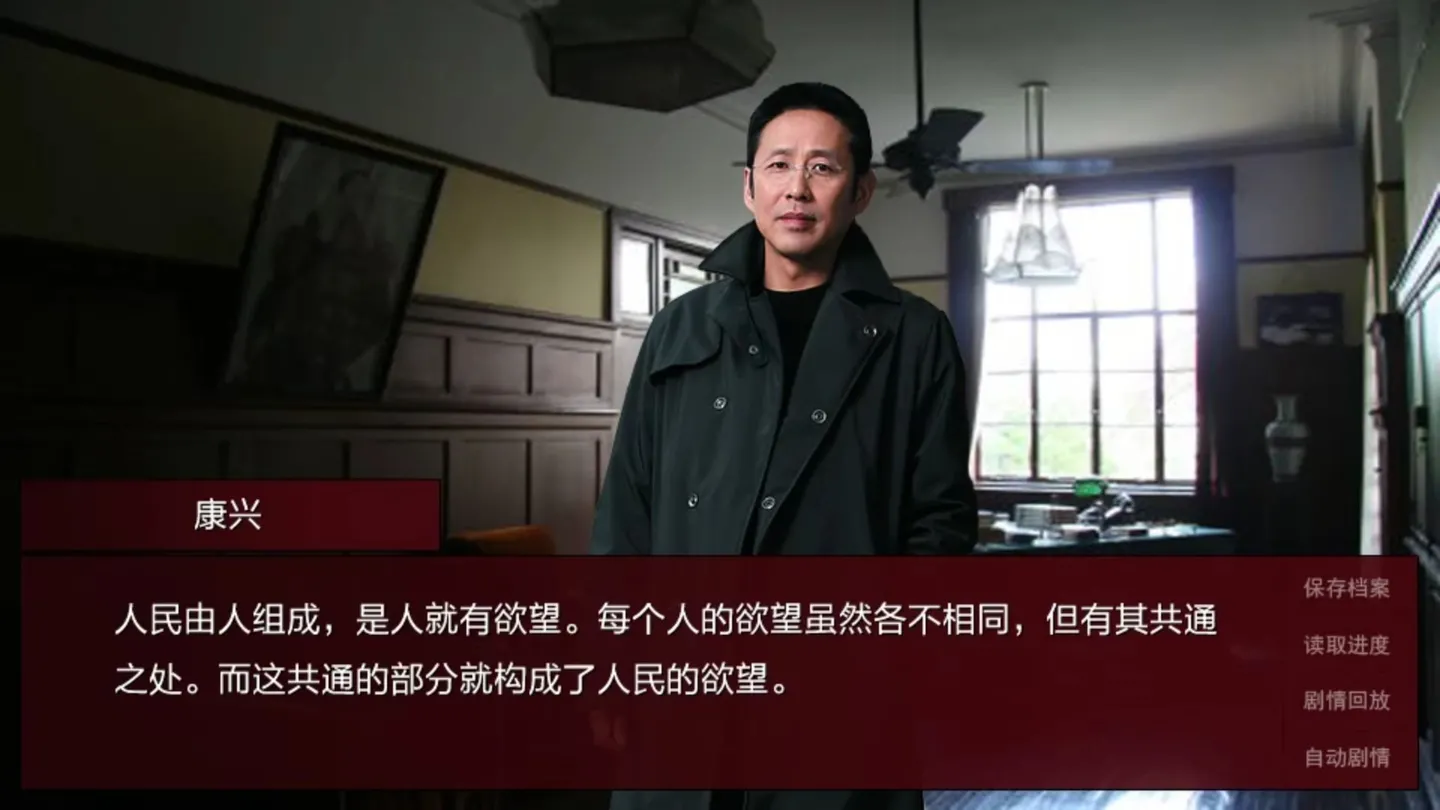 康兴
人民由人组成，是人就有欲望。每个人的欲望虽然各不相同，但有其共通
之处。而这共通的部分就构成了人民的欲望。
保存档案
读取进度
剧情回放
自动剧情